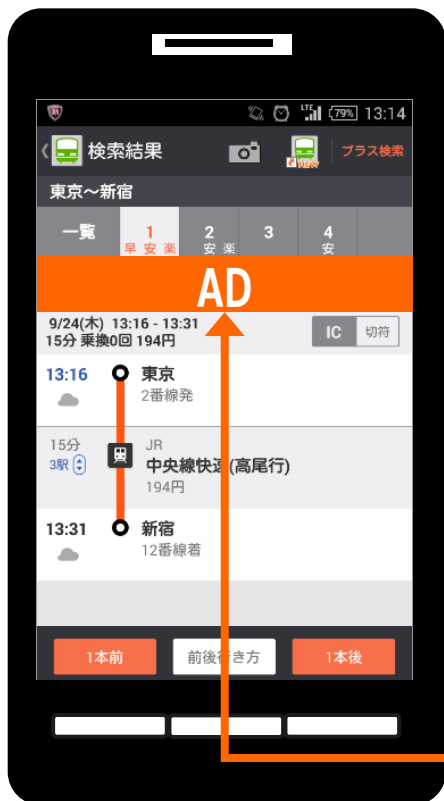 LTE 79% 13:14
検索結果 NEW プラス検索
東京～新宿
一覧 1 2 3 4
早 安 楽 安 楽 安
AD
9/24(木) 13:16 - 13:31
15分 乗換0回 194円
IC 切符
13:16 東京
2番線発
15分 JR
3駅 中央線快速(高尾行)
194円
13:31 新宿
12番線着
1本前 前後行き方 1本後